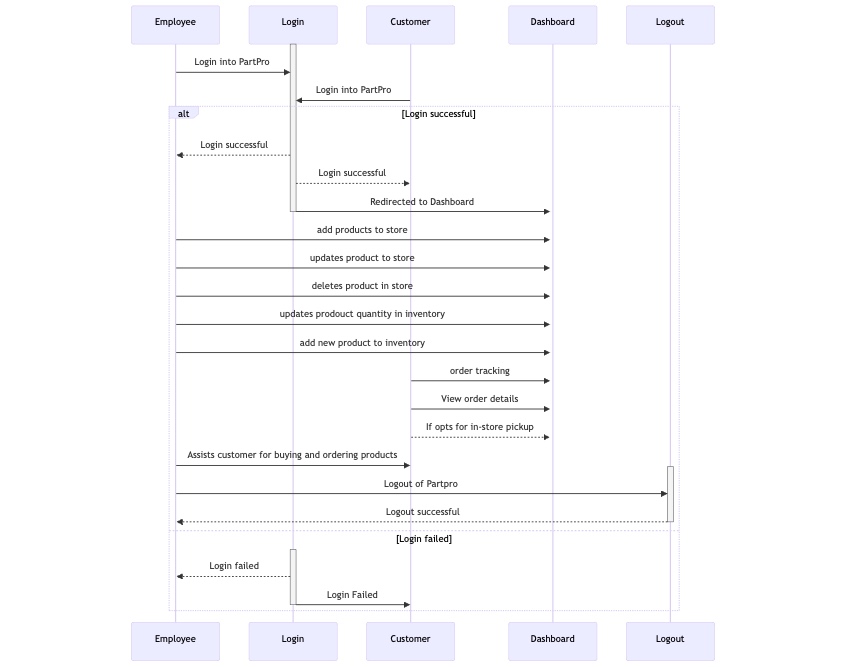 Employee Login Customer Dashboard Logout
Login into PartPro
Login into PartPro
alt [Login successful]
Login successful
Login successful
Redirected to Dashboard
add products to store
updates product to store
deletes product in store
updates prodouct quantity in inventory
add new product to inventory
order tracking
View order details
If opts for in-store pickup
Assists customer for buying and ordering products
Logout of Partpro
Logout successful
[Login failed]
Login failed
Login Failed
Employee Login Customer Dashboard Logout